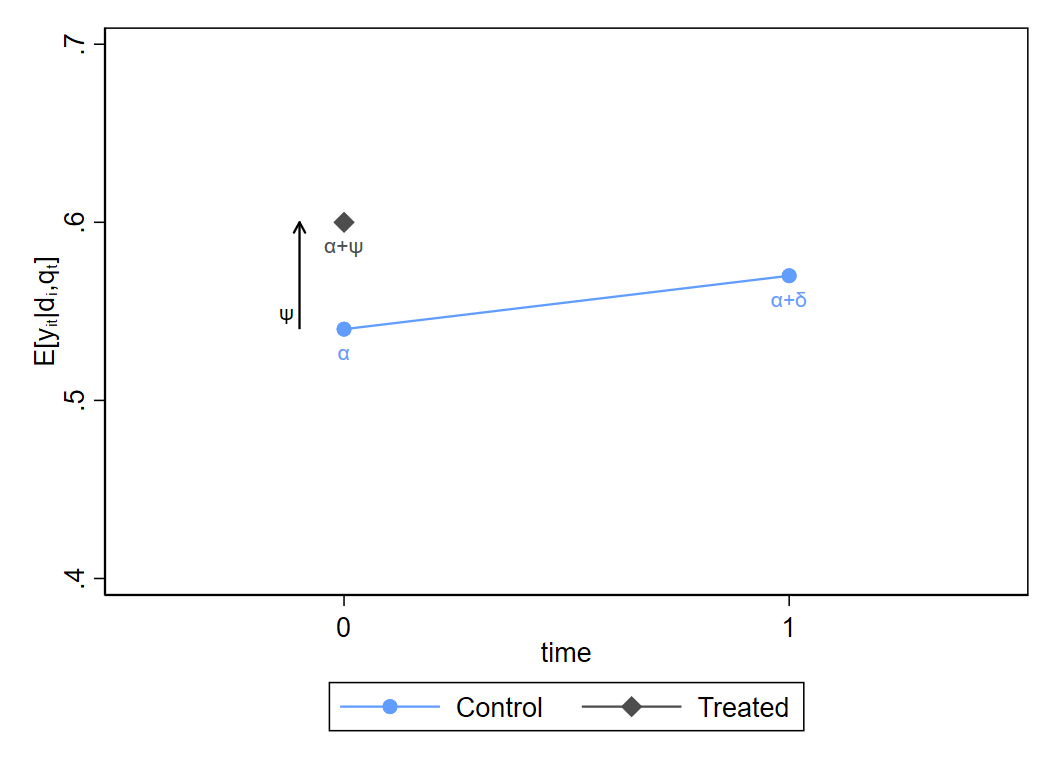 .7
.6
.5
.4
E[yᵢₜ|dᵢ,qₜ]
α+ψ
ψ
α
α+δ
0
1
time
Control
Treated